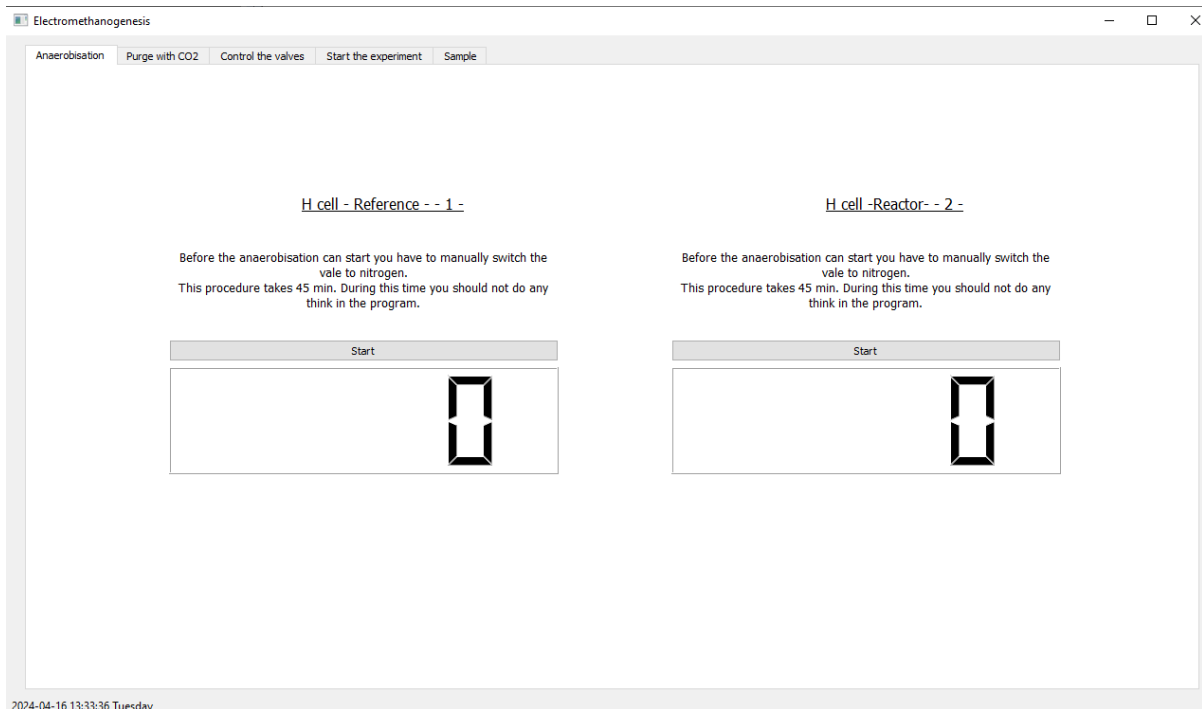 Electromethanogenesis
Anaerobisation Purge with CO2 Control the valves Start the experiment Sample
H cell - Reference - - 1 -
Before the anaerobisation can start you have to manually switch the
vale to nitrogen.
This procedure takes 45 min. During this time you should not do any
think in the program.
Start
0
H cell -Reactor- - 2 -
Before the anaerobisation can start you have to manually switch the
vale to nitrogen.
This procedure takes 45 min. During this time you should not do any
think in the program.
Start
0
2024-04-16 13:33:36 Tuesday